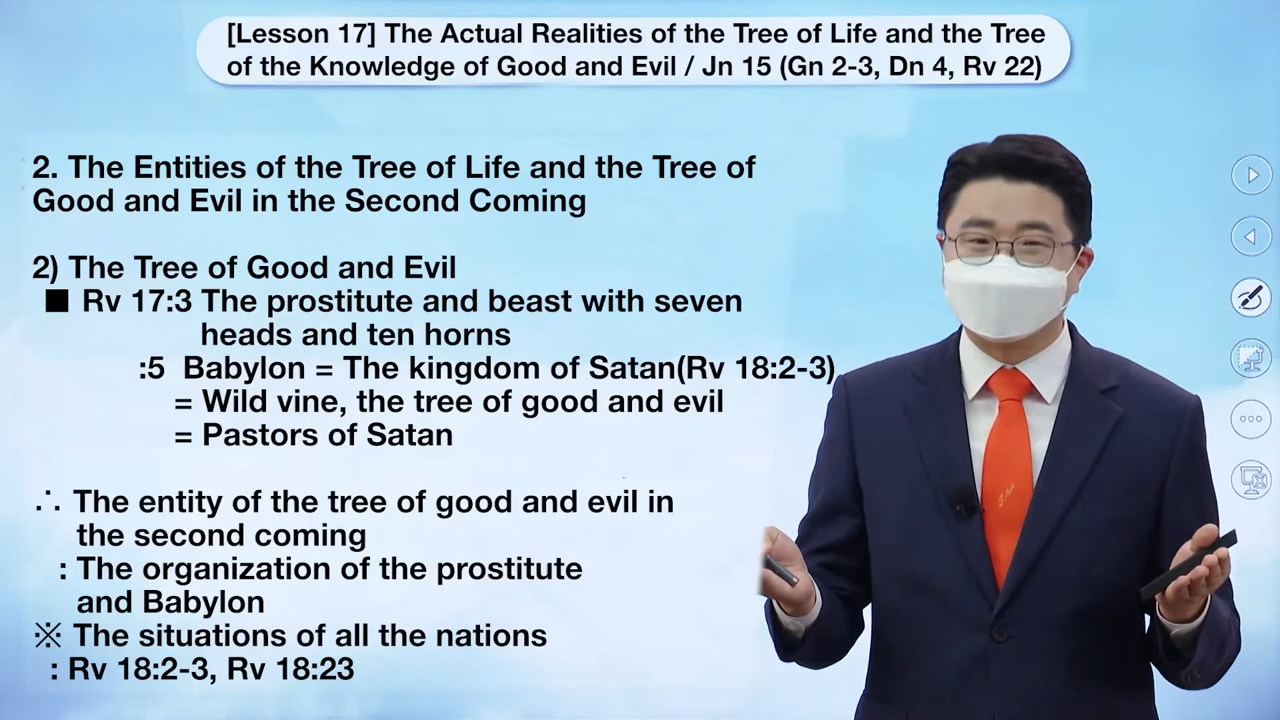 [Lesson 17] The Actual Realities of the Tree of Life and the Tree
of the Knowledge of Good and Evil / Jn 15 (Gn 2-3, Dn 4, Rv 22)
2. The Entities of the Tree of Life and the Tree of
Good and Evil in the Second Coming
2) The Tree of Good and Evil
■ Rv 17:3 The prostitute and beast with seven
heads and ten horns
:5 Babylon = The kingdom of Satan(Rv 18:2-3)
= Wild vine, the tree of good and evil
= Pastors of Satan
∴ The entity of the tree of good and evil in
the second coming
: The organization of the prostitute
and Babylon
※ The situations of all the nations
: Rv 18:2-3, Rv 18:23